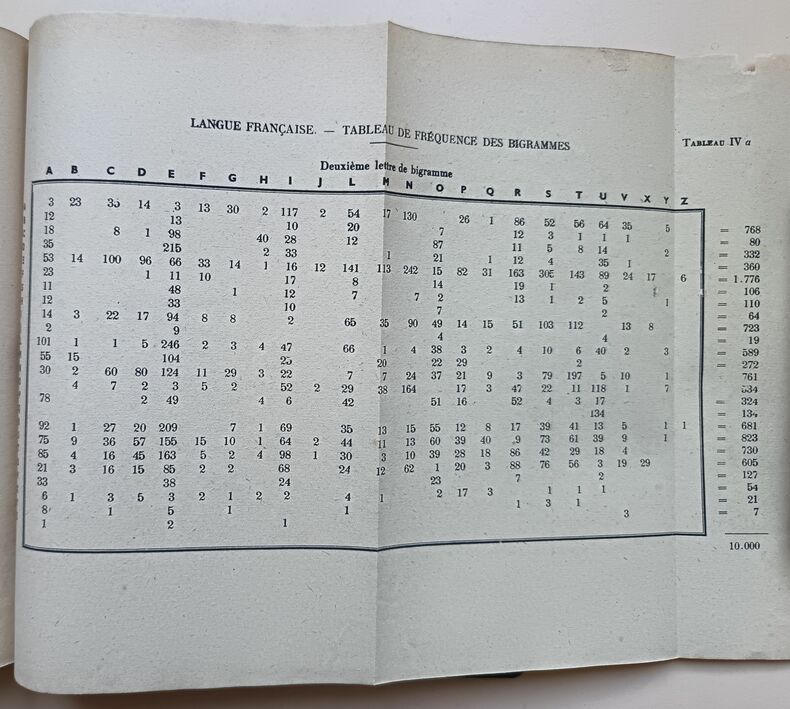 LANGUE FRANÇAISE. — TABLEAU DE FRÉQUENCE DES BIGRAMMES
TABLEAU IV a
Deuxième lettre de bigramme
A B C D E F G H I J L M N O P Q R S T U V X Y Z
3 23 35 14 3 13 30 2 117 2 54 17 130 26 1 86 52 56 64 35 5 = 768
12 13 10 20 7 12 3 1 1 1 = 80
18 8 1 98 40 28 12 87 11 5 8 14 2 = 332
35 215 2 33 1 21 1 12 4 35 1 = 360
53 14 100 96 66 33 14 1 16 12 141 113 242 15 82 31 163 305 143 89 24 17 6 = 1.776
23 1 11 10 17 8 14 19 1 2 = 106
11 48 1 12 7 7 2 13 1 2 5 1 = 110
12 33 10 7 2 = 64
14 3 22 17 94 8 8 2 65 35 90 49 14 15 51 103 112 13 8 = 723
2 9 4 4 = 19
101 1 1 5 246 2 3 4 47 66 1 4 38 3 2 4 10 6 40 2 3 = 589
55 15 104 25 20 22 29 2 = 272
30 2 60 80 124 11 29 3 22 7 7 24 37 21 9 3 79 197 5 10 1 761
4 7 2 3 5 2 52 2 29 38 164 17 3 47 22 11 118 1 7 534
78 2 49 4 6 42 51 16 52 4 3 17 = 324
134 = 134
92 1 27 20 209 7 1 69 35 13 15 55 12 8 17 39 41 13 5 1 1 = 681
75 9 36 57 155 15 10 1 64 2 44 11 13 60 39 40 9 73 61 39 9 1 = 823
85 4 16 45 163 5 2 4 98 1 30 3 10 39 28 18 86 42 29 18 4 = 730
21 3 16 15 85 2 2 68 24 12 62 1 20 3 88 76 56 3 19 29 = 605
33 38 24 23 7 2 = 127
6 1 3 5 3 2 1 2 2 4 1 2 17 3 1 1 1 = 54
8 1 5 1 1 1 3 1 = 21
1 2 1 3 = 7
10.000